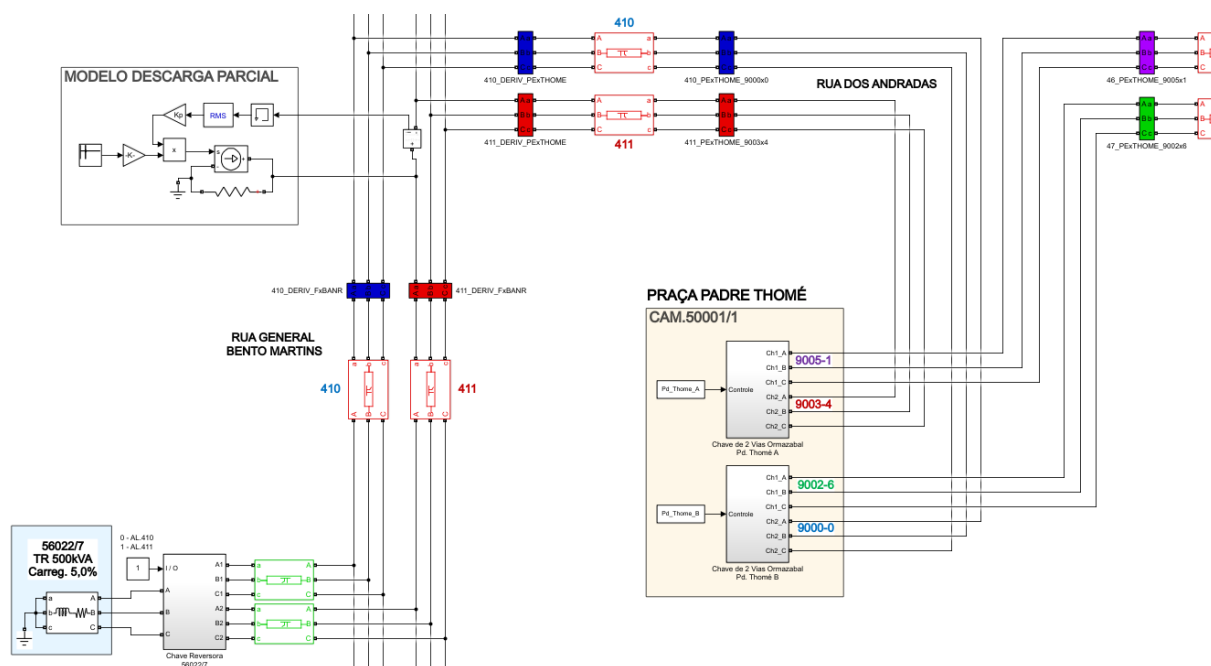 410
A
B
C
a
b
c
410_DERIV_PExTHOME
410_PExTHOME_9000x0
RUA DOS ANDRADAS
46_PExTHOME_9005x1
MODELO DESCARGA PARCIAL
Kp
RMS
-K-
x
s
A
B
C
a
b
c
411_DERIV_PExTHOME
411
411_PExTHOME_9003x4
47_PExTHOME_9002x6
410_DERIV_FxBANR
411_DERIV_FxBANR
RUA GENERAL
BENTO MARTINS
a
b
c
410
A
B
C
a
b
c
411
A
B
C
PRAÇA PADRE THOMÉ
CAM.50001/1
Pd_Thome_A
Controle
Ch1_A
9005-1
Ch1_B
Ch1_C
Ch2_A
9003-4
Ch2_B
Ch2_C
Chave de 2 Vias Ormazabal
Pd. Thomé A
Pd_Thome_B
Controle
Ch1_A
9002-6
Ch1_B
Ch1_C
Ch2_A
9000-0
Ch2_B
Ch2_C
Chave de 2 Vias Ormazabal
Pd. Thomé B
56022/7
TR 500kVA
Carreg. 5,0%
a
b
c
A
B
C
0 - AL.410
1 - AL.411
1
I / O
A
B
C
A1
B1
C1
A2
B2
C2
Chave Reversora
56022/7
a
b
c
A
B
C
a
b
c
A
B
C